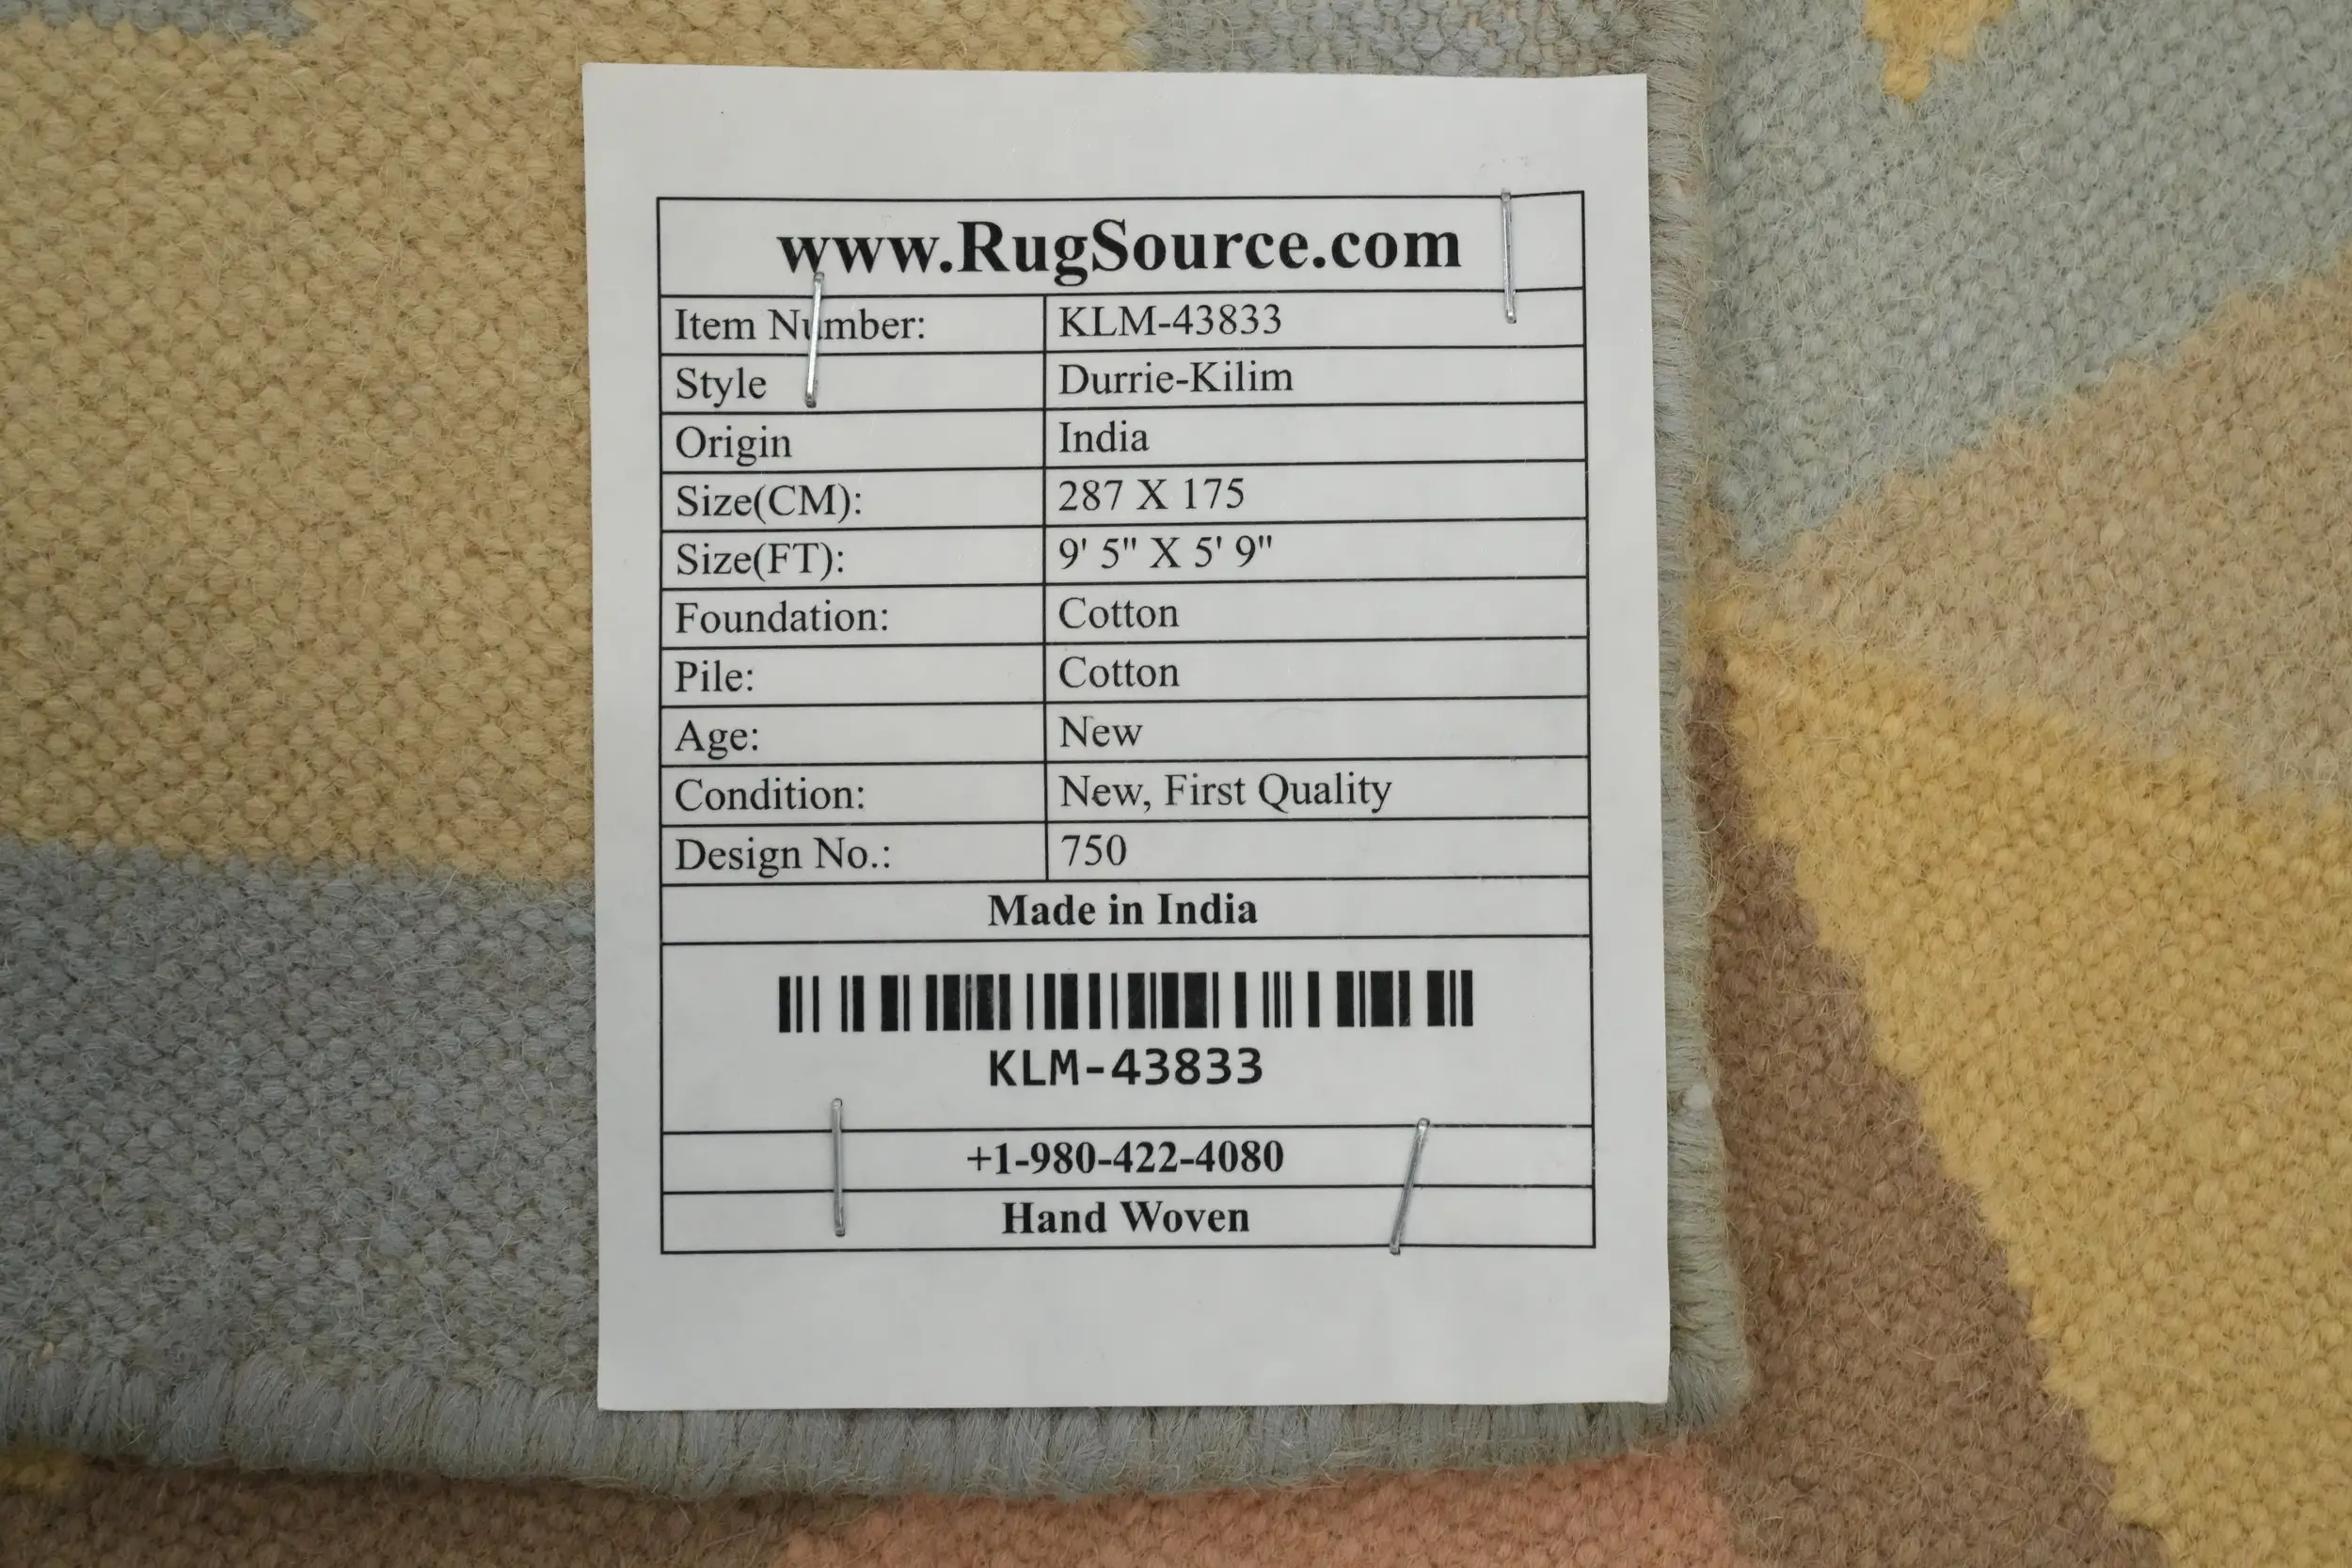 www.RugSource.com
Item Number: KLM-43833
Style Durrie-Kilim
Origin India
Size(CM): 287 X 175
Size(FT): 9' 5" X 5' 9"
Foundation: Cotton
Pile: Cotton
Age: New
Condition: New, First Quality
Design No.: 750
Made in India
KLM-43833
+1-980-422-4080
Hand Woven